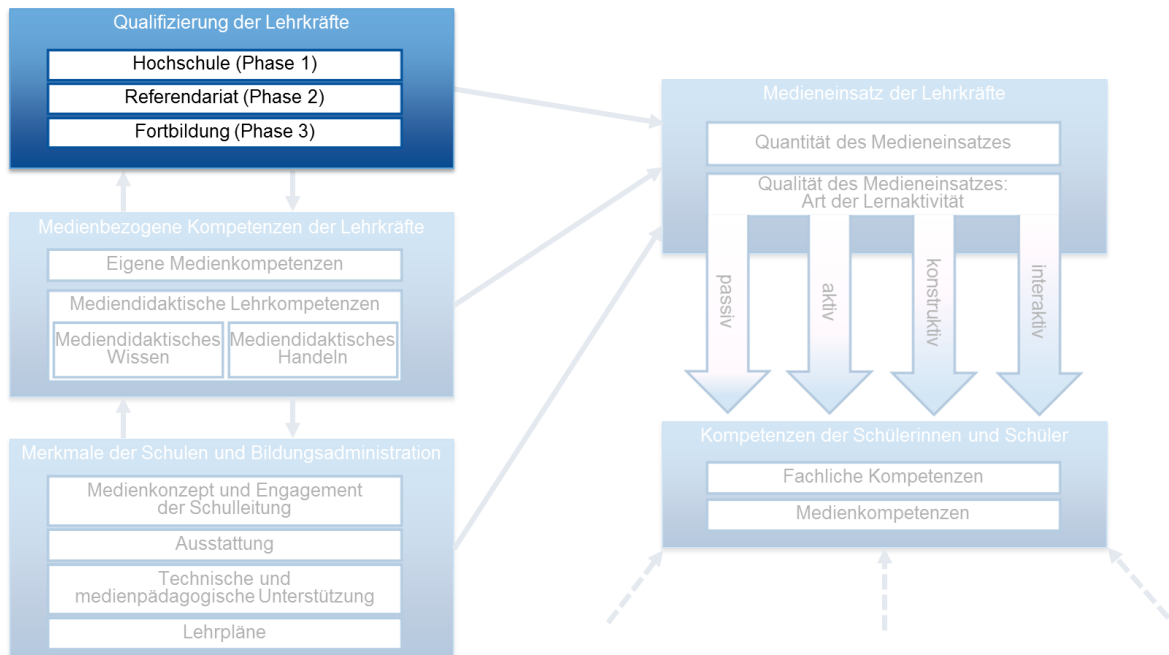 Qualifizierung der Lehrkräfte
Hochschule (Phase 1)
Referendariat (Phase 2)
Fortbildung (Phase 3)
Medienbezogene Kompetenzen der Lehrkräfte
Eigene Medienkompetenzen
Mediendidaktische Lehrkompetenzen
Mediendidaktisches
Wissen
Mediendidaktisches
Handeln
Merkmale der Schulen und Bildungsadministration
Medienkonzept und Engagement
der Schulleitung
Ausstattung
Technische und
medienpädagogische Unterstützung
Lehrpläne
Medieneinsatz der Lehrkräfte
Quantität des Medieneinsatzes
Qualität des Medieneinsatzes:
Art der Lernaktivität
passiv
aktiv
konstruktiv
interaktiv
Kompetenzen der Schülerinnen und Schüler
Fachliche Kompetenzen
Medienkompetenzen